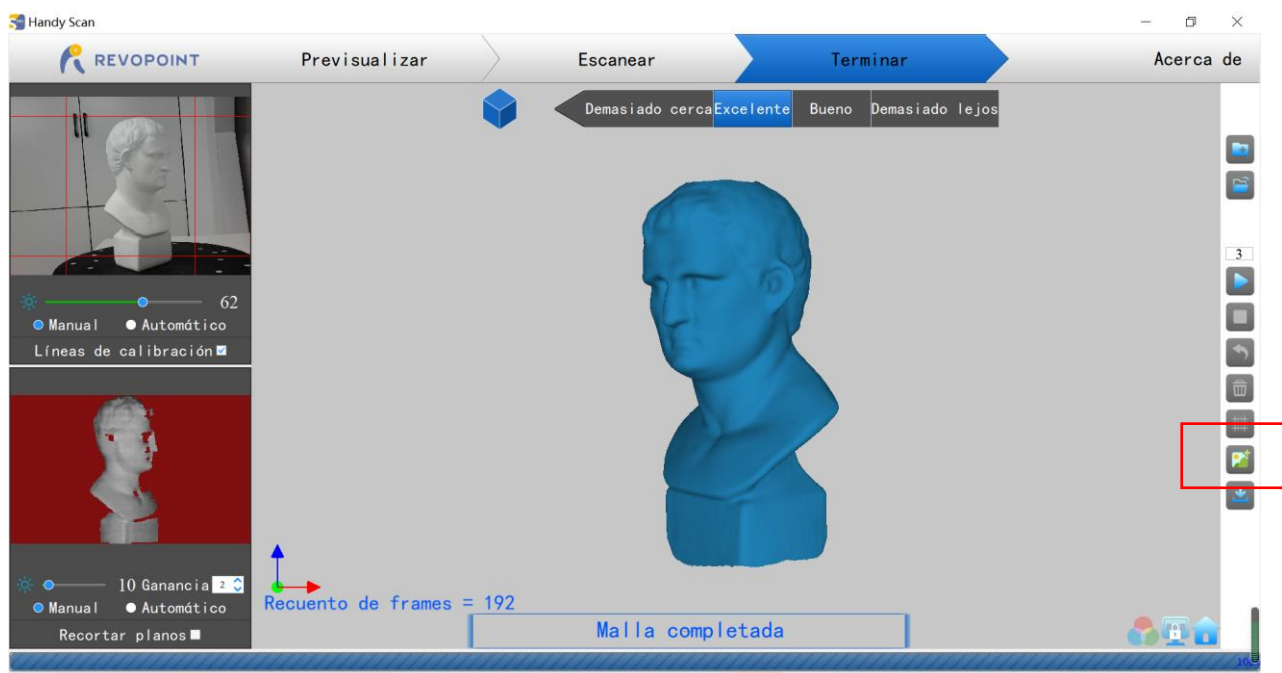 Handy Scan
REVOPOINT
Previsualizar
Escanear
Terminar
Acerca de
Demasiado cerca
Excelente
Bueno
Demasiado lejos
3
62
Manual
Automático
Líneas de calibración
10 Ganancia 2
Manual
Automático
Recortar planos
Recuento de frames = 192
Malla completada